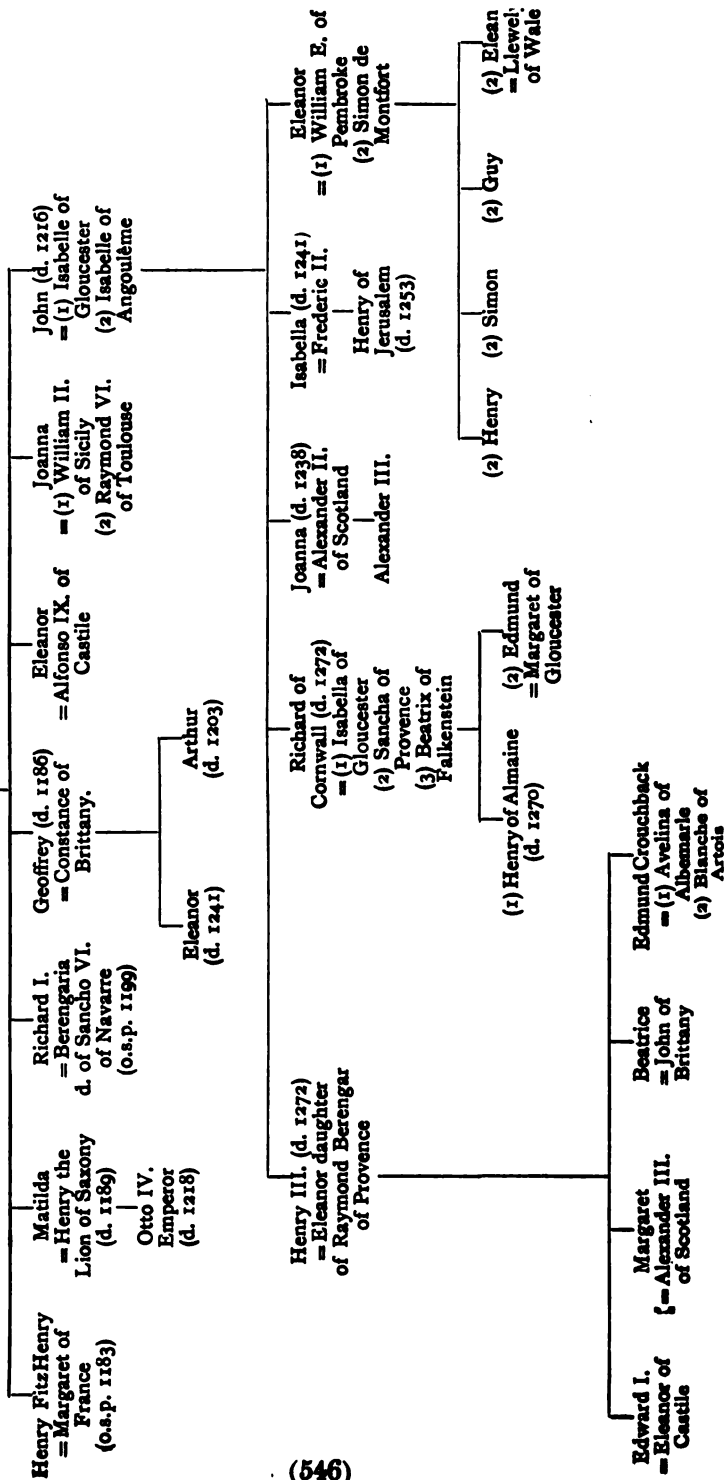 Henry FitzHenry
= Margaret of
France
(o.s.p. 1183)
Matilda
= Henry the
Lion of Saxony
(d. 1189)
Otto IV.
Emperor
(d. 1218)
Richard I.
= Berengaria
d. of Sancho VI.
of Navarre
(o.s.p. 1199)
Geoffrey (d. 1186)
= Constance of
Brittany.
Eleanor
(d. 1241)
Arthur
(d. 1203)
Eleanor
= Alfonso IX. of
Castile
Joanna
= (1) William II.
of Sicily
(2) Raymond VI.
of Toulouse
John (d. 1216)
= (1) Isabelle of
Gloucester
(2) Isabelle of
Angoulême
Henry III. (d. 1272)
= Eleanor daughter
of Raymond Berengar
of Provence
Richard of
Cornwall (d. 1272)
= (1) Isabella of
Gloucester
(2) Sancha of
Provence
(3) Beatrix of
Falkenstein
(1) Henry of Almaine
(d. 1270)
(2) Edmund
= Margaret of
Gloucester
Joanna (d. 1238)
= Alexander II.
of Scotland
Alexander III.
Isabella (d. 1241)
= Frederic II.
Henry of
Jerusalem
(d. 1253)
Eleanor
= (1) William E. of
Pembroke
(2) Simon de
Montfort
(2) Henry
(2) Simon
(2) Guy
(2) Elean
= Llewel
of Wale
Edward I.
= Eleanor of
Castile
Margaret
{= Alexander III.
of Scotland
Beatrice
= John of
Brittany
Edmund Crouchback
= (1) Avelina of
Albemarle
(2) Blanche of
Artois
(546)